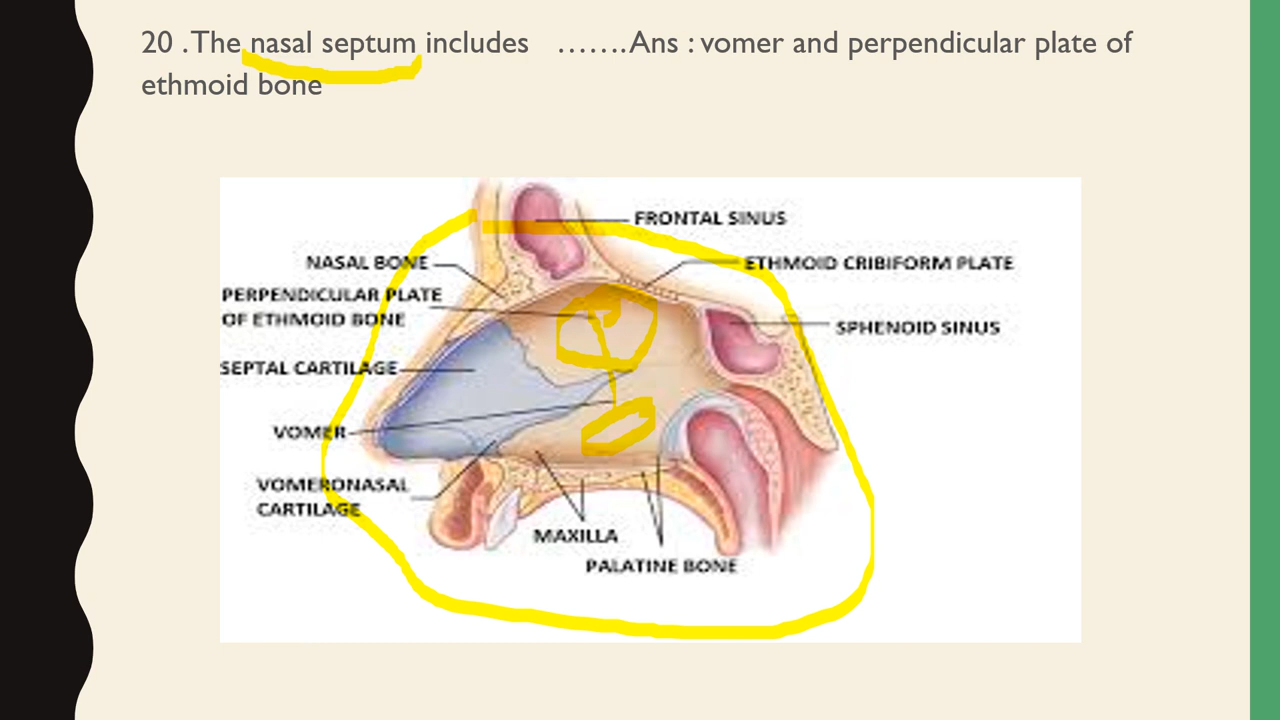 20 .The nasal septum includes …….Ans : vomer and perpendicular plate of
ethmoid bone
FRONTAL SINUS
NASAL BONE
ETHMOID CRIBIFORM PLATE
PERPENDICULAR PLATE
OF ETHMOID BONE
SPHENOID SINUS
SEPTAL CARTILAGE
VOMER
VOMERONASAL
CARTILAGE
MAXILLA
PALATINE BONE